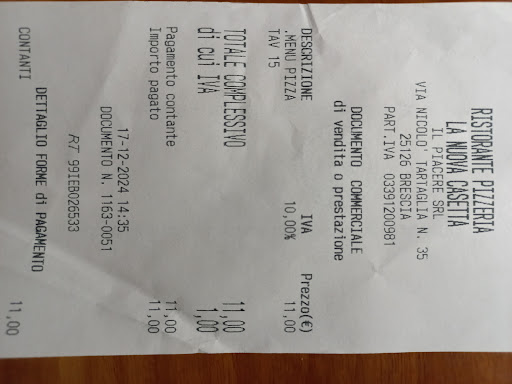 RISTORANTE PIZZERIA
LA NUOVA CASETTA
IL PIACERE SRL
VIA NICOLO' TARTAGLIA N. 35
25126 BRESCIA
PART.IVA 03391200981
DOCUMENTO COMMERCIALE
di vendita o prestazione
DESCRIZIONE IVA Prezzo(€)
.MENU PIZZA 10,00% 11,00
TAV 15
TOTALE COMPLESSIVO 11,00
di cui IVA 1,00
Pagamento contante 11,00
Importo pagato 11,00
17-12-2024 14:35
DOCUMENTO N. 1163-0051
RT 99IEB026533
DETTAGLIO FORME di PAGAMENTO
CONTANTI 11,00